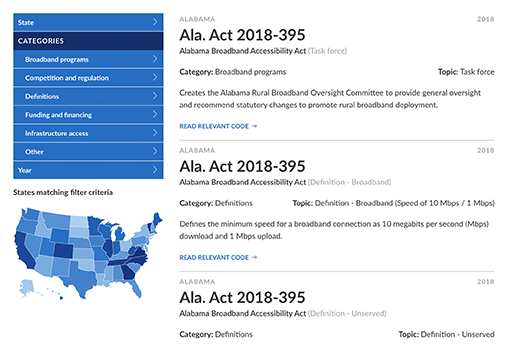 State
CATEGORIES
Broadband programs
Competition and regulation
Definitions
Funding and financing
Infrastructure access
Other
Year
States matching filter criteria
ALABAMA 2018
Ala. Act 2018-395
Alabama Broadband Accessibility Act (Task force)
Category: Broadband programs Topic: Task force
Creates the Alabama Rural Broadband Oversight Committee to provide general oversight
and recommend statutory changes to promote rural broadband deployment.
READ RELEVANT CODE →
ALABAMA 2018
Ala. Act 2018-395
Alabama Broadband Accessibility Act (Definition - Broadband)
Category: Definitions Topic: Definition - Broadband (Speed of 10 Mbps / 1 Mbps)
Defines the minimum speed for a broadband connection as 10 megabits per second (Mbps)
download and 1 Mbps upload.
READ RELEVANT CODE →
ALABAMA 2018
Ala. Act 2018-395
Alabama Broadband Accessibility Act (Definition - Unserved)
Category: Definitions Topic: Definition - Unserved